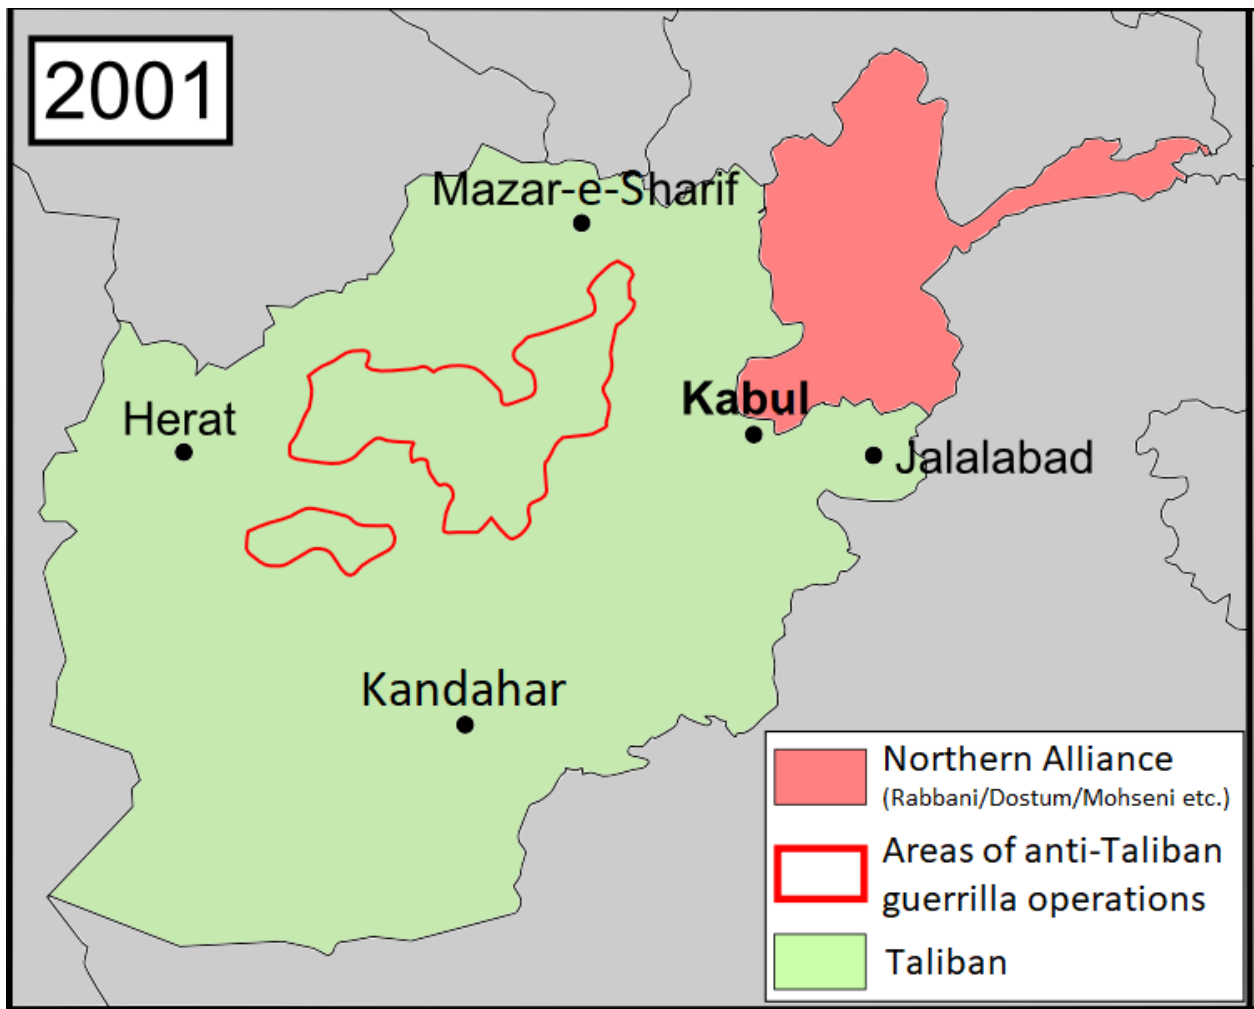 2001
Mazar-e-Sharif
Kabul
Herat
Jalalabad
Kandahar
Northern Alliance
(Rabbani/Dostum/Mohseni etc.)
Areas of anti-Taliban
guerrilla operations
Taliban